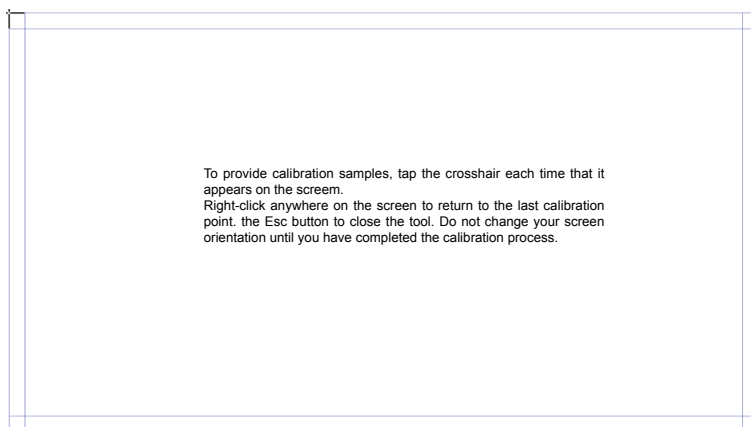 To provide calibration samples, tap the crosshair each time that it
appears on the screem.
Right-click anywhere on the screen to return to the last calibration
point. the Esc button to close the tool. Do not change your screen
orientation until you have completed the calibration process.